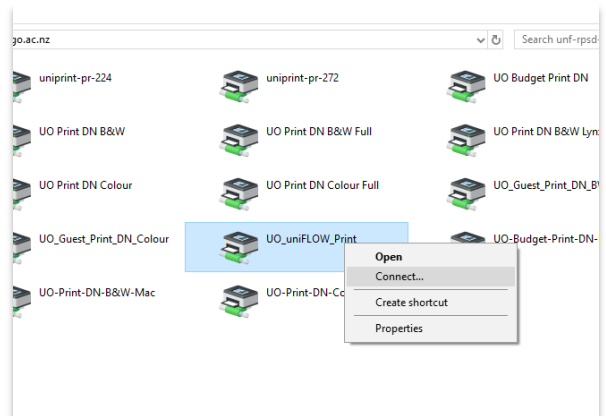 go.ac.nz
Search unf-rpsd-
uniprint-pr-224
uniprint-pr-272
UO Budget Print DN
UO Print DN B&W
UO Print DN B&W Full
UO Print DN B&W Lyn
UO Print DN Colour
UO Print DN Colour Full
UO_Guest_Print_DN_B
UO_Guest_Print_DN_Colour
UO_uniFLOW_Print
UO-Budget-Print-DN-
Open
Connect...
UO-Print-DN-B&W-Mac
UO-Print-DN-Co
Create shortcut
Properties